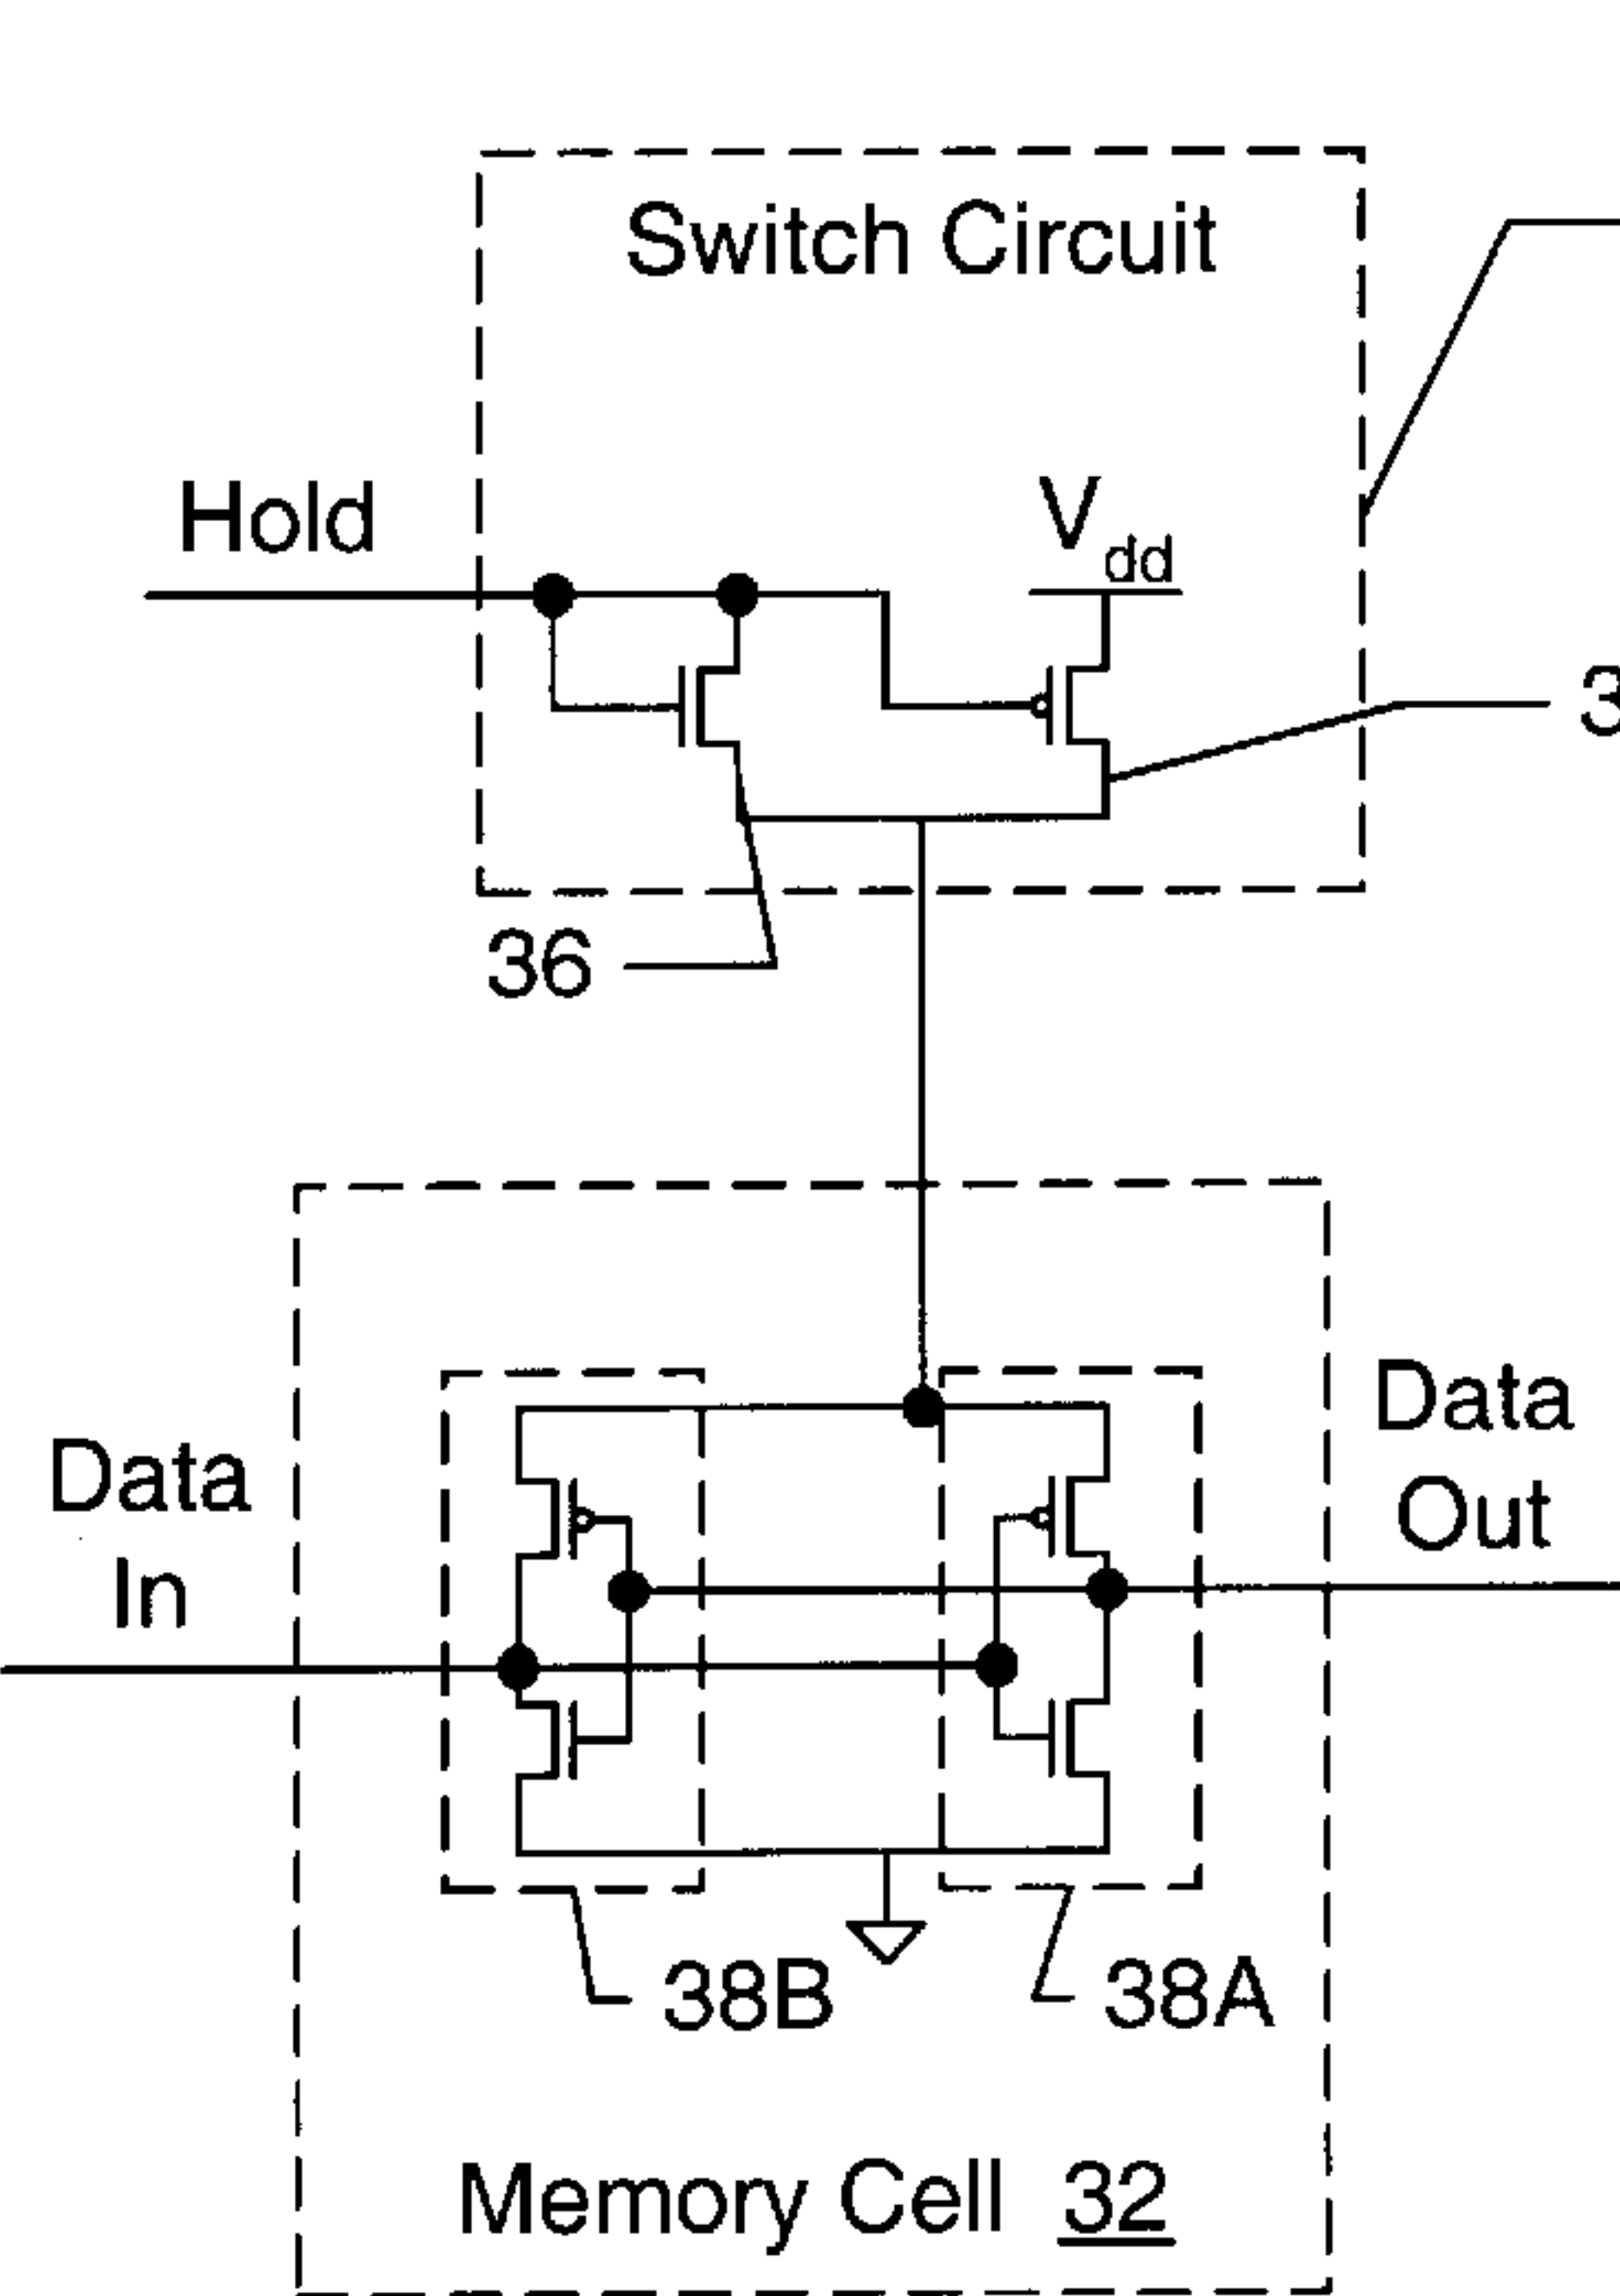 Switch Circuit
Hold
Vdd
3
36
Data
Out
Data
In
38B
38A
Memory Cell 32